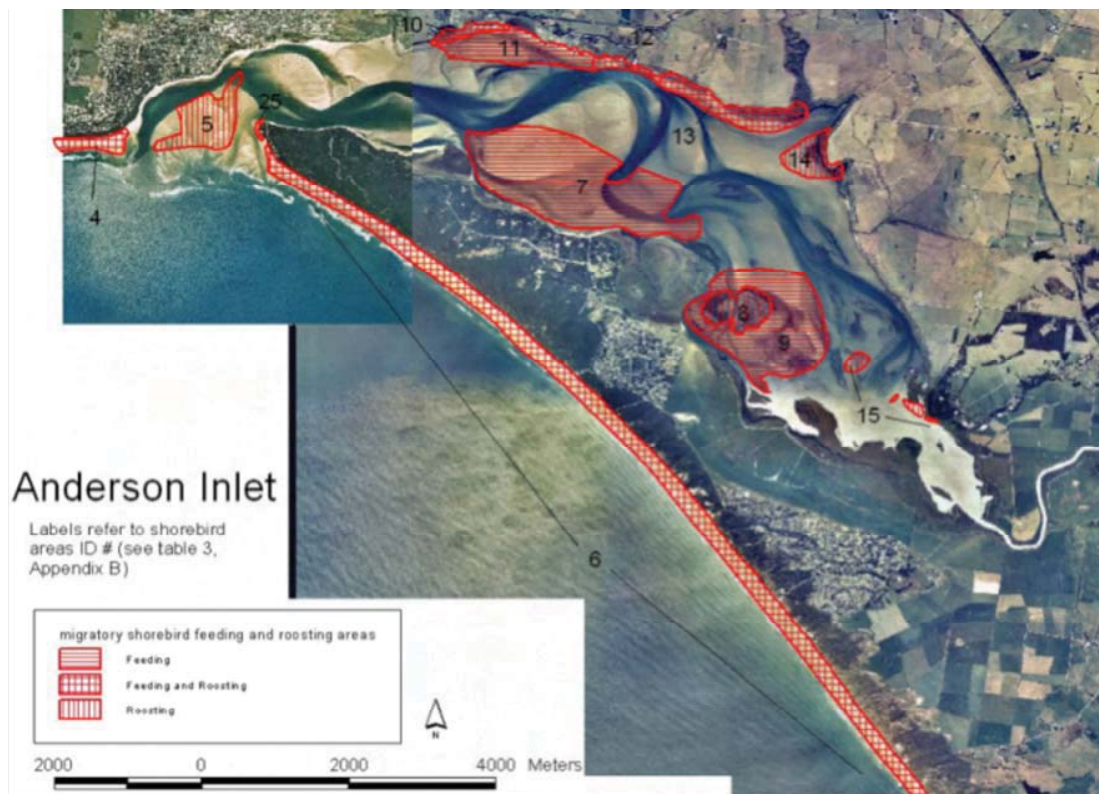 10
12
11
25
5
13
14
7
4
8
9
15
Anderson Inlet
Labels refer to shorebird
areas ID # (see table 3,
Appendix B)
6
migratory shorebird feeding and roosting areas
Feeding
Feeding and Roosting
Roosting
N
2000 0 2000 4000 Meters